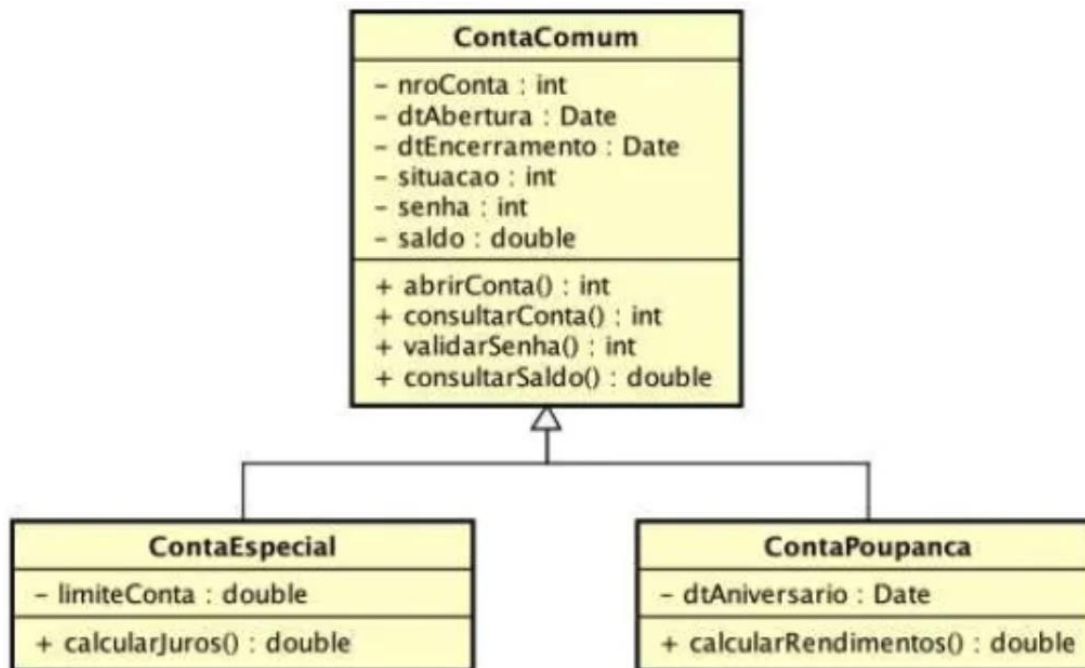 ContaComum
- nroConta : int
- dtAbertura : Date
- dtEncerramento : Date
- situacao : int
- senha : int
- saldo : double
+ abrirConta() : int
+ consultarConta() : int
+ validarSenha() : int
+ consultarSaldo() : double
ContaEspecial
- limiteConta : double
+ calcularJuros() : double
ContaPoupanca
- dtAniversario : Date
+ calcularRendimentos() : double